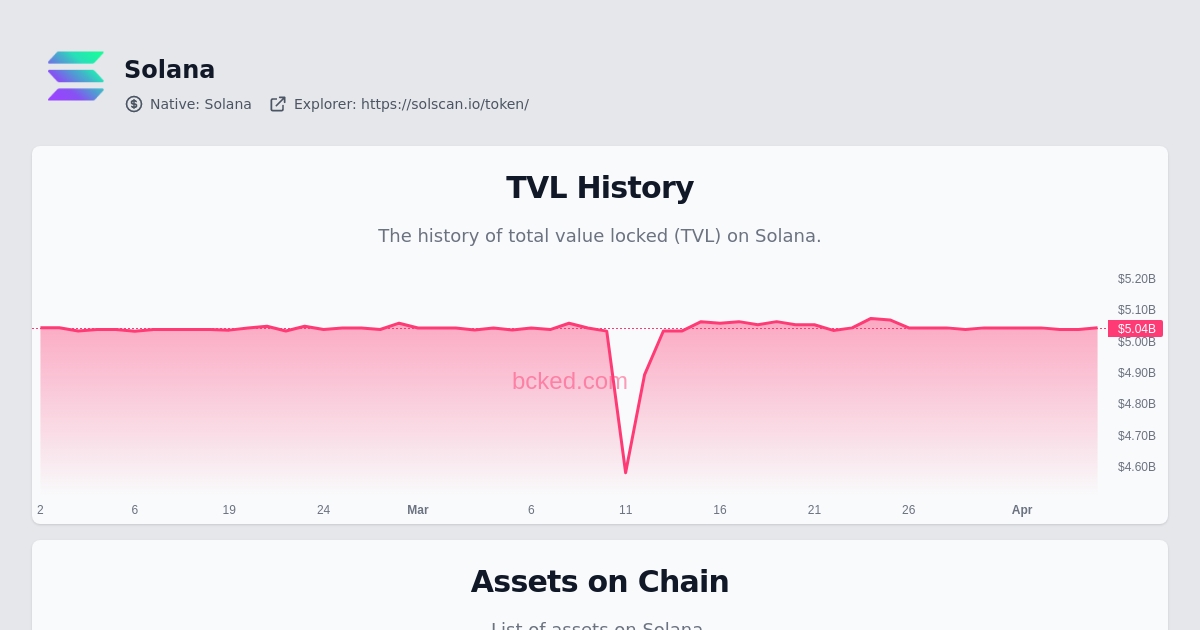 Solana
Native: Solana Explorer: https://solscan.io/token/
TVL History
The history of total value locked (TVL) on Solana.
$5.20B
$5.10B
$5.04B
$5.00B
$4.90B
bcked.com
$4.80B
$4.70B
$4.60B
2 6 19 24 Mar 6 11 16 21 26 Apr
Assets on Chain
List of assets on Solana.